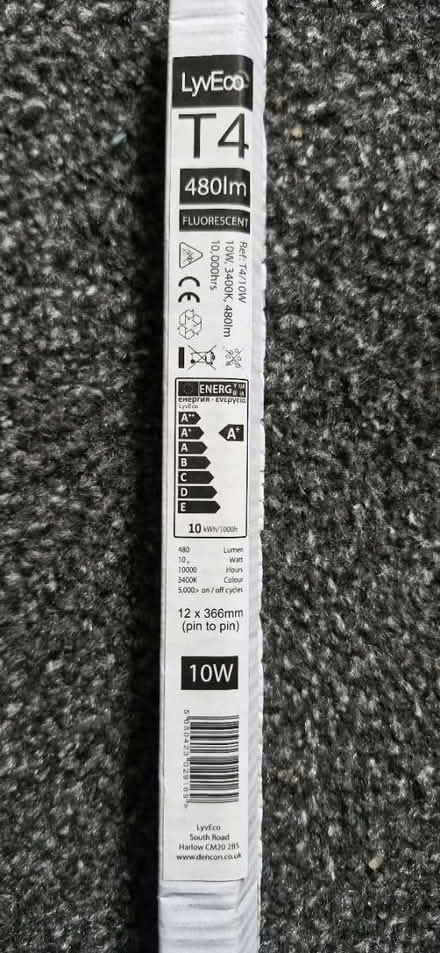 LyvEco
T4
480lm
FLUORESCENT
Ref: T4/10W
10W, 3400K, 480lm
10,000hrs
CE
ENERG
енергия · ενεργεια
LyvEco
A++
A+
A
B
C
D
E
A+
10 kWh/1000h
480 Lumen
10 Watt
10000 Hours
3400K Colour
5,000> on / off cycles
12 x 366mm
(pin to pin)
10W
LyvEco
South Road
Harlow CM20 2BS
www.dencon.co.uk